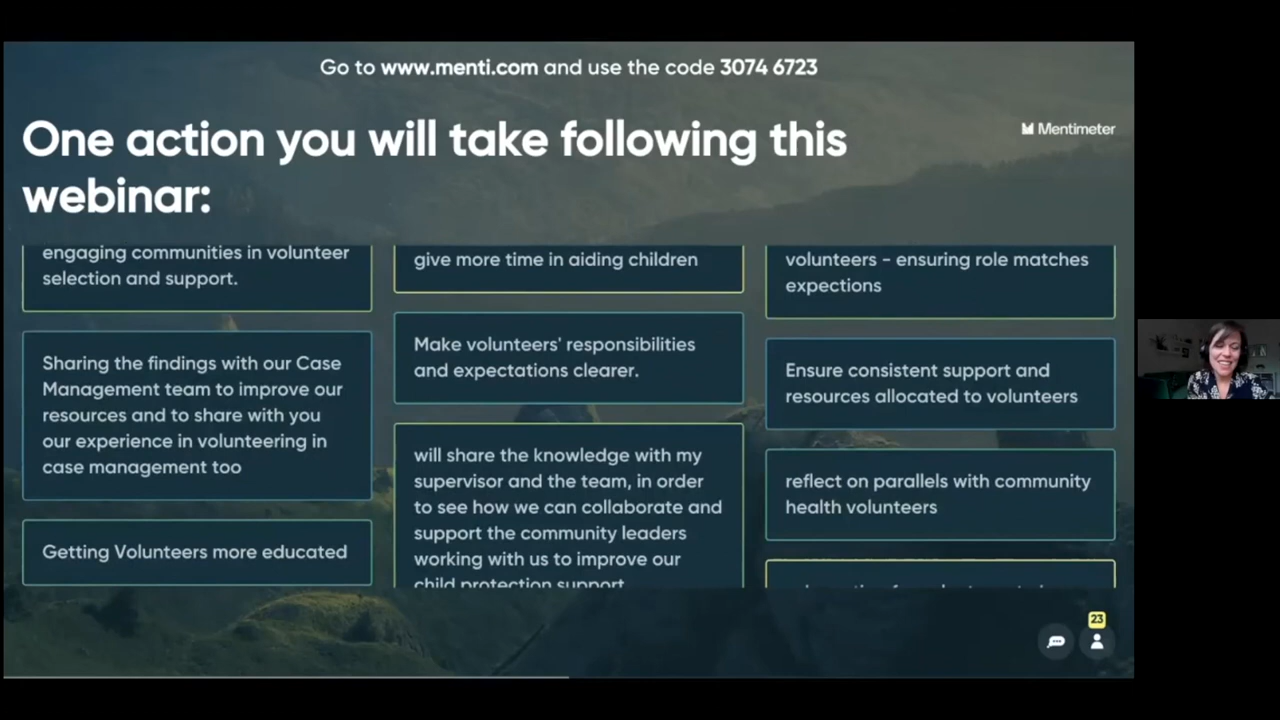 Go to www.menti.com and use the code 3074 6723
One action you will take following this
webinar:
Mentimeter
engaging communities in volunteer
selection and support.
Sharing the findings with our Case
Management team to improve our
resources and to share with you
our experience in volunteering in
case management too
Getting Volunteers more educated
give more time in aiding children
Make volunteers' responsibilities
and expectations clearer.
will share the knowledge with my
supervisor and the team, in order
to see how we can collaborate and
support the community leaders
working with us to improve our
child protection support
volunteers - ensuring role matches
expections
Ensure consistent support and
resources allocated to volunteers
reflect on parallels with community
health volunteers
23